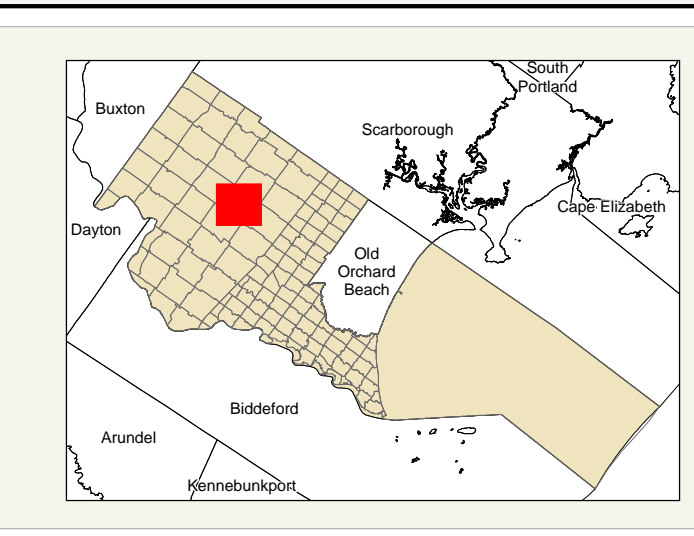 South
Portland
Buxton
Scarborough
Cape Elizabeth
Dayton
Old
Orchard
Beach
Biddeford
Arundel
Kennebunkport